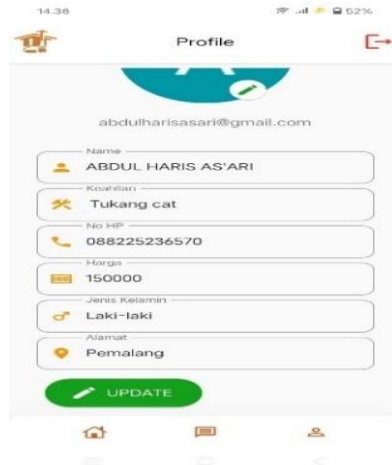 14.38
52%
Profile
abdulharisasari@gmail.com
Name
ABDUL HARIS AS'ARI
Keahlian
Tukang cat
No HP
088225236570
Harga
150000
Jenis Kelamin
Laki-laki
Alamat
Pemalang
UPDATE